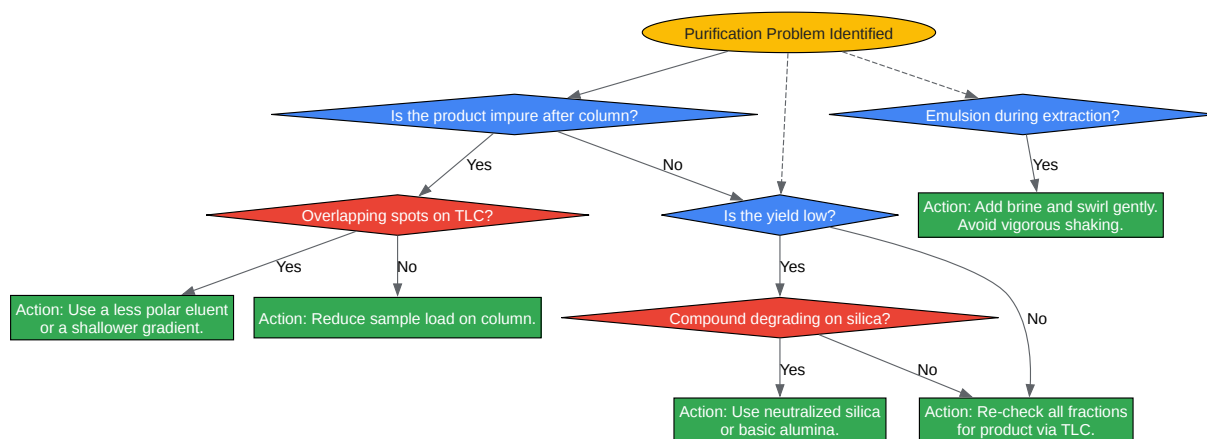 Purification Problem Identified
Is the product impure after column?
Emulsion during extraction?
Yes
No
Yes
Overlapping spots on TLC?
Is the yield low?
Action: Add brine and swirl gently.
Avoid vigorous shaking.
Yes
No
Yes
No
Action: Use a less polar eluent
or a shallower gradient.
Action: Reduce sample load on column.
Compound degrading on silica?
Yes
No
Action: Use neutralized silica
or basic alumina.
Action: Re-check all fractions
for product via TLC.